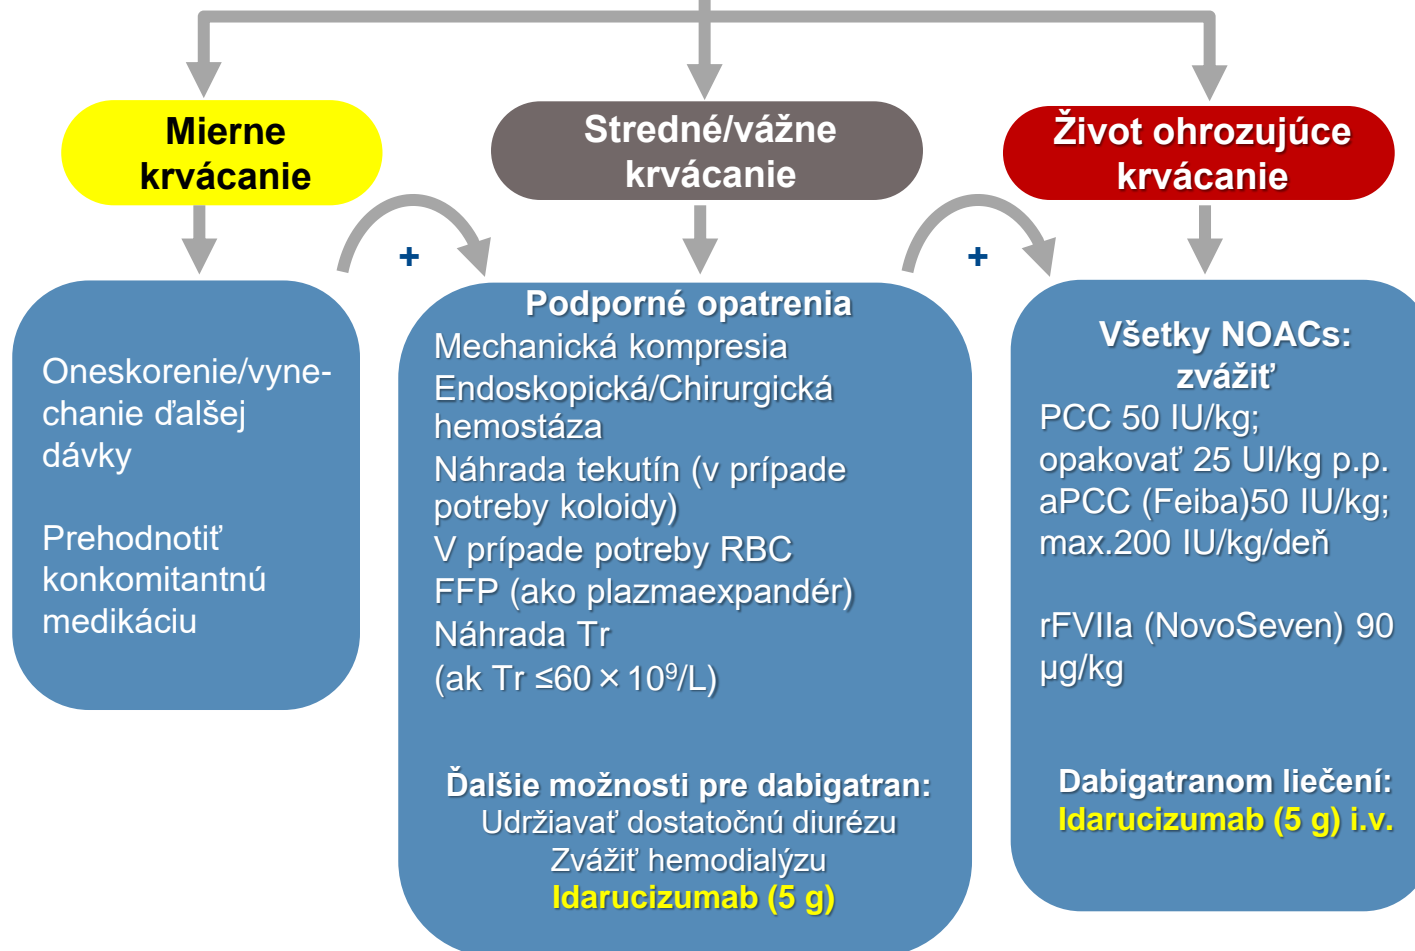 Mierne
krvácanie
Stredné/vážne
krvácanie
Život ohrozujúce
krvácanie
+
+
Oneskorenie/vyne-
chanie ďalšej
dávky
Prehodnotiť
konkomitantnú
medikáciu
Podporné opatrenia
Mechanická kompresia
Endoskopická/Chirurgická
hemostáza
Náhrada tekutín (v prípade
potreby koloidy)
V prípade potreby RBC
FFP (ako plazmaexpandér)
Náhrada Tr
(ak Tr ≤60 × 10⁹/L)
Ďalšie možnosti pre dabigatran:
Udržiavať dostatočnú diurézu
Zvážiť hemodialýzu
Idarucizumab (5 g)
Všetky NOACs:
zvážiť
PCC 50 IU/kg;
opakovať 25 UI/kg p.p.
aPCC (Feiba)50 IU/kg;
max.200 IU/kg/deň
rFVIIa (NovoSeven) 90
µg/kg
Dabigatranom liečení:
Idarucizumab (5 g) i.v.